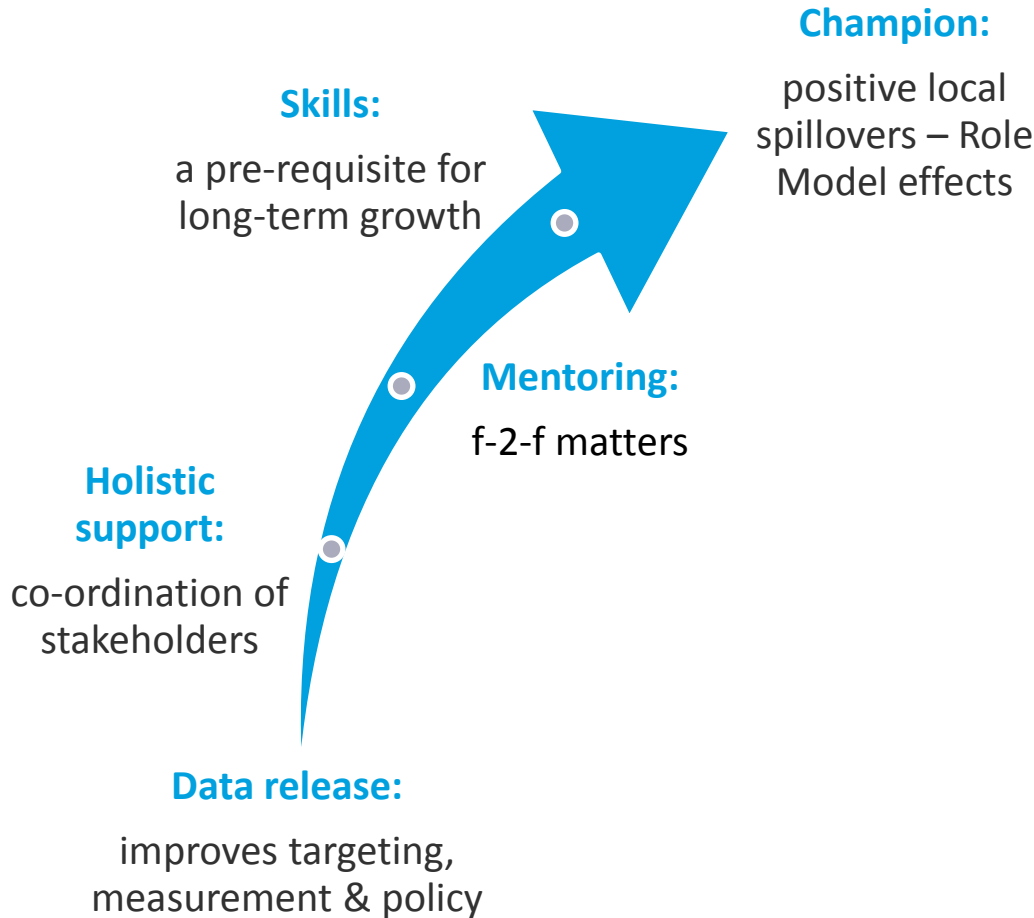 Champion:
positive local
spillovers – Role
Model effects
Skills:
a pre-requisite for
long-term growth
Mentoring:
f-2-f matters
Holistic
support:
co-ordination of
stakeholders
Data release:
improves targeting,
measurement & policy